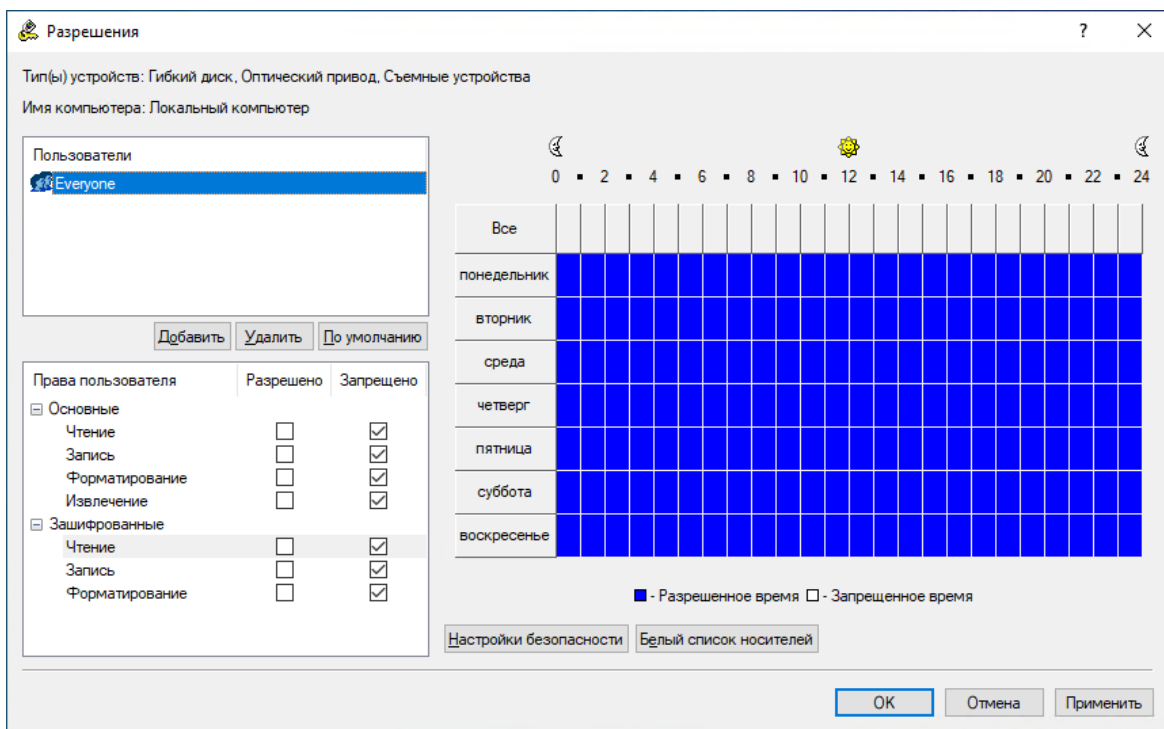 Разрешения
?
Тип(ы) устройств: Гибкий диск, Оптический привод, Съемные устройства
Имя компьютера: Локальный компьютер
Пользователи
Everyone
Добавить Удалить По умолчанию
Права пользователя Разрешено Запрещено
Основные
Чтение
Запись
Форматирование
Извлечение
Зашифрованные
Чтение
Запись
Форматирование
0 2 4 6 8 10 12 14 16 18 20 22 24
Все
понедельник
вторник
среда
четверг
пятница
суббота
воскресенье
- Разрешенное время - Запрещенное время
Настройки безопасности Белый список носителей
OK Отмена Применить